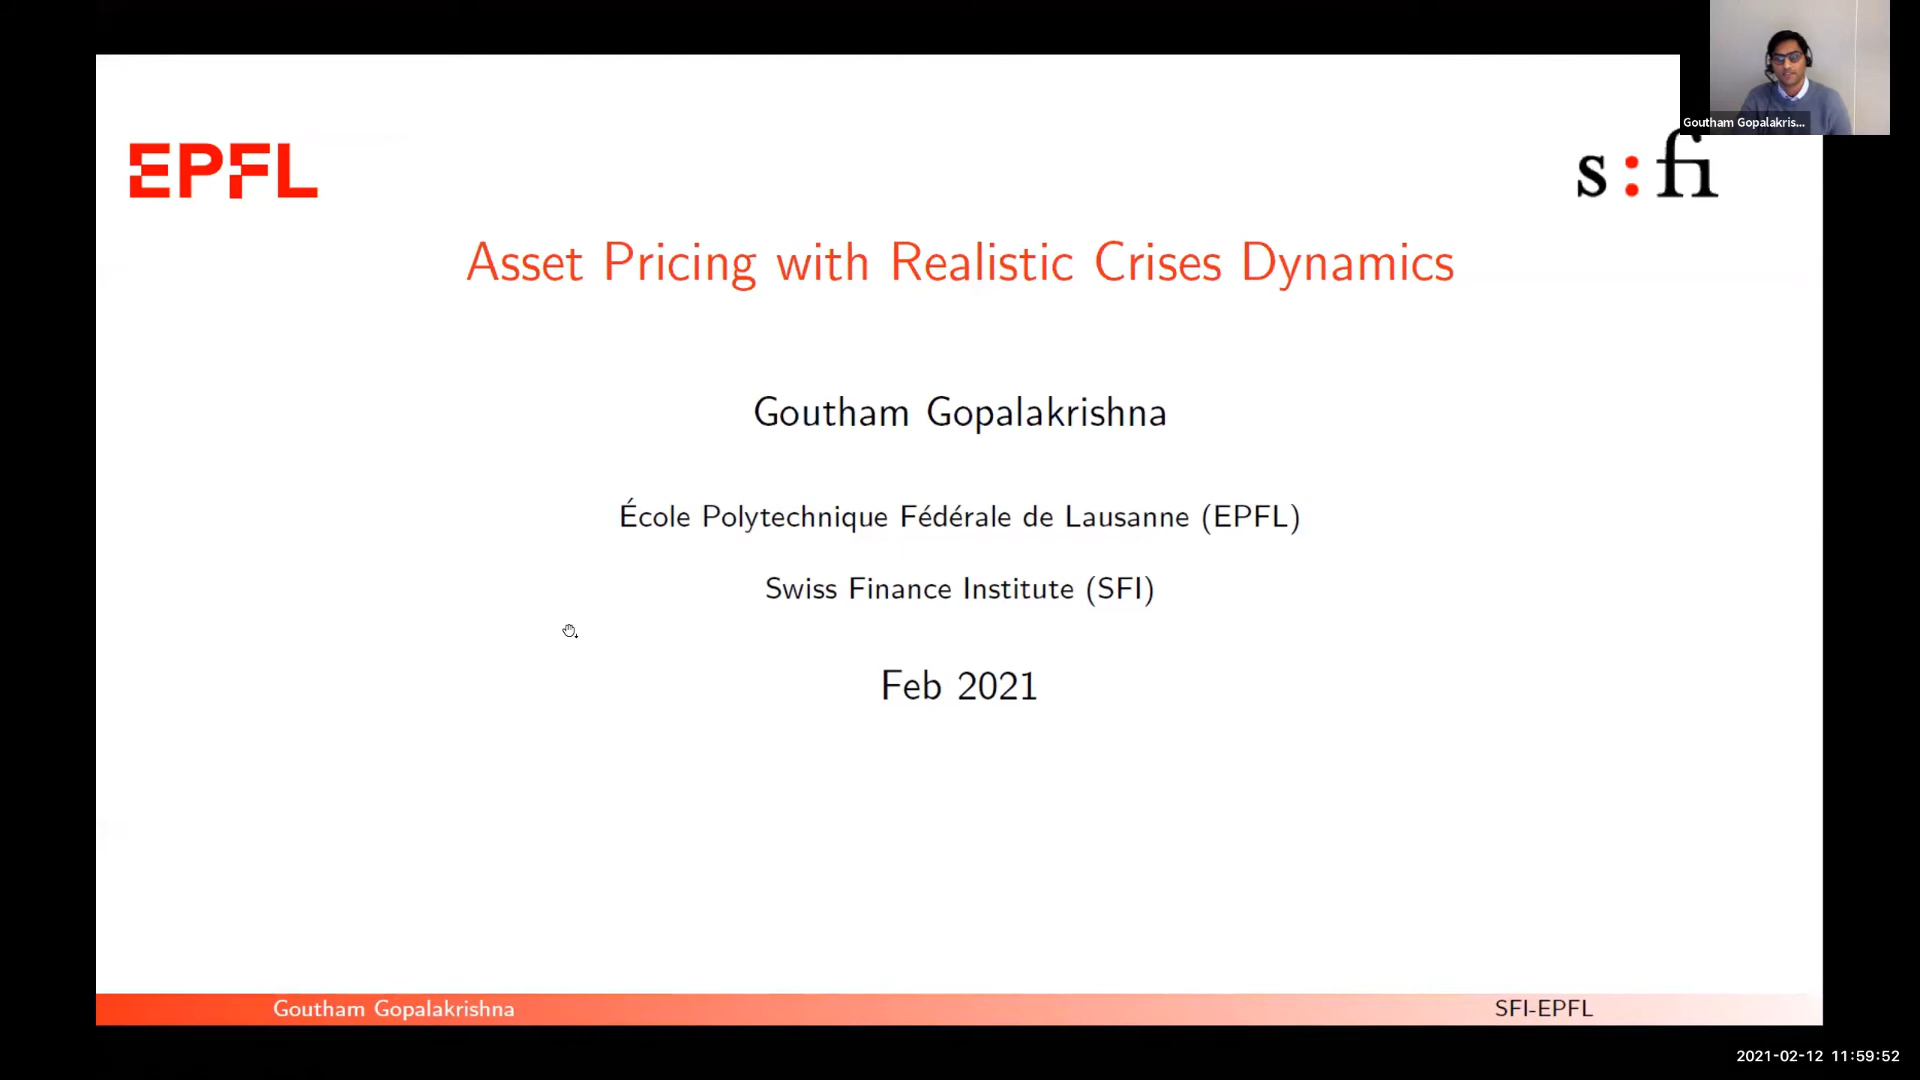 Goutham Gopalakris...
EPFL
s:fi
Asset Pricing with Realistic Crises Dynamics
Goutham Gopalakrishna
École Polytechnique Fédérale de Lausanne (EPFL)
Swiss Finance Institute (SFI)
Feb 2021
Goutham Gopalakrishna
SFI-EPFL
2021-02-12 11:59:52